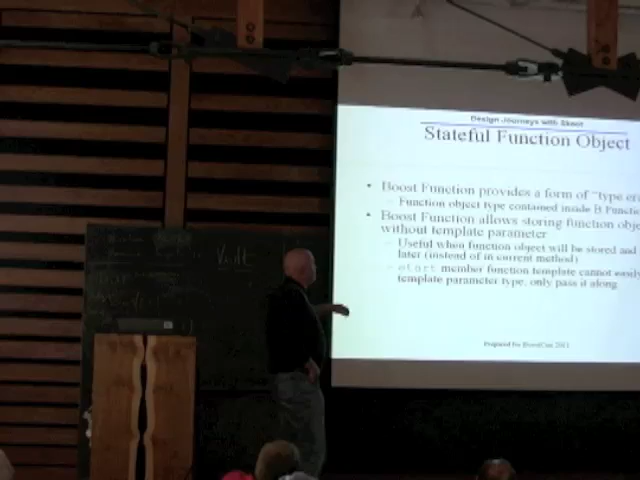 Design Journeys with Skout
Stateful Function Object
• Boost Function provides a form of "type er
– Function object type contained inside B Functi
• Boost Function allows storing function obje
without template parameter
– Useful when function object will be stored and
later (instead of in current method)
– start member function template cannot easily
template parameter type, only pass it along
Prepared for BoostCon 2011